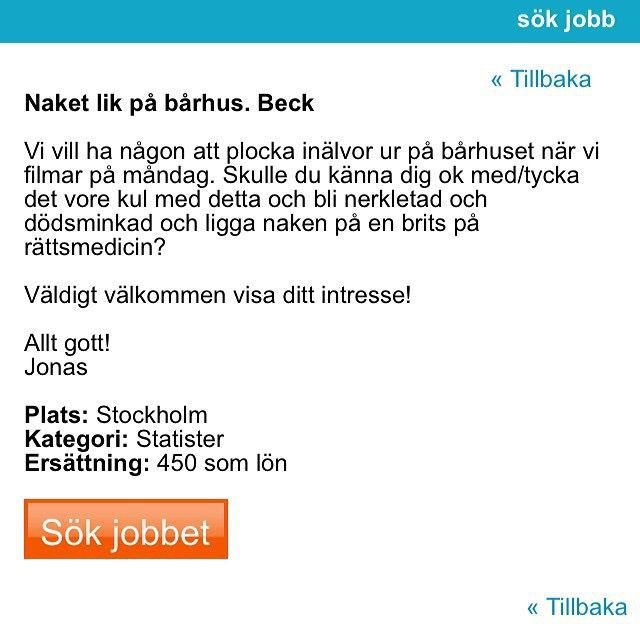 sök jobb
« Tillbaka
Naket lik på bårhus. Beck
Vi vill ha någon att plocka inälvor ur på bårhuset när vi
filmar på måndag. Skulle du känna dig ok med/tycka
det vore kul med detta och bli nerkletad och
dödsminkad och ligga naken på en brits på
rättsmedicin?
Väldigt välkommen visa ditt intresse!
Allt gott!
Jonas
Plats: Stockholm
Kategori: Statister
Ersättning: 450 som lön
Sök jobbet
« Tillbaka